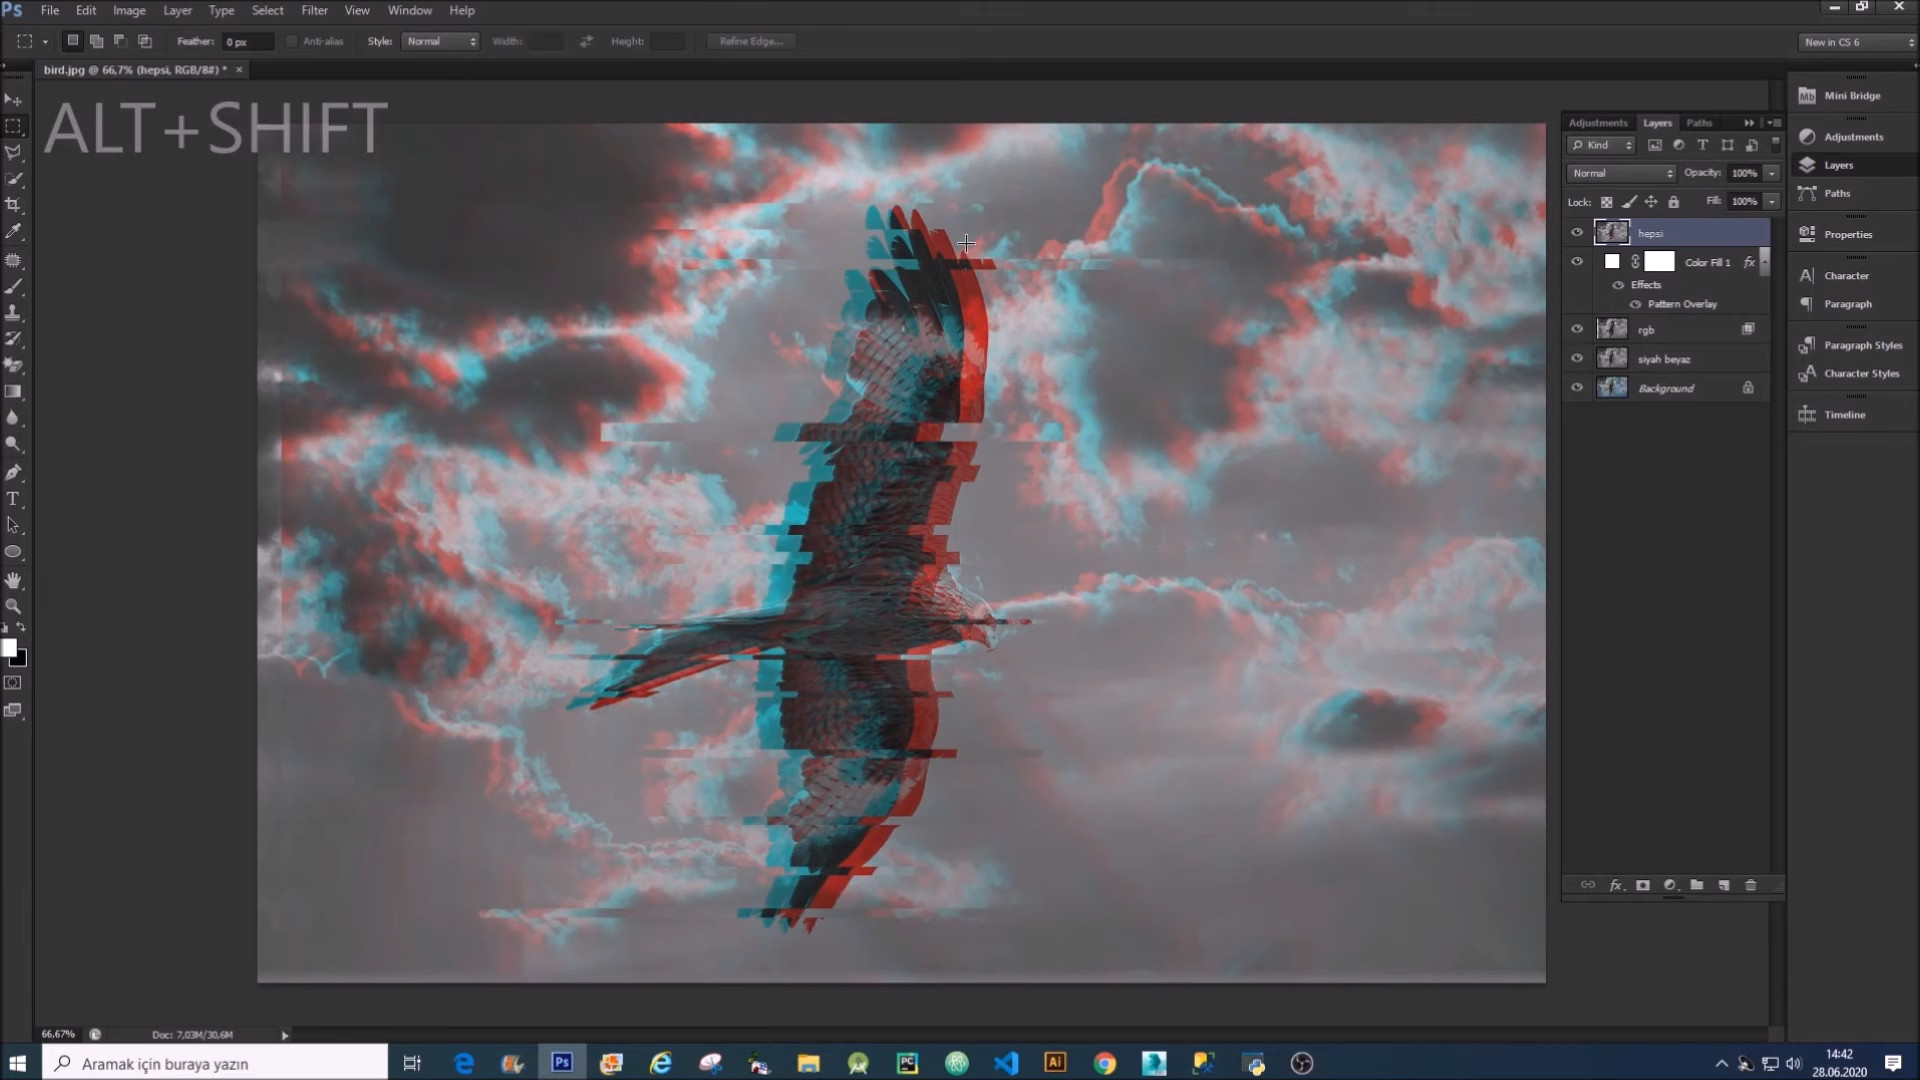 Ps File Edit Image Layer Type Select Filter View Window Help
Feather: 0 px Anti-alias Style: Normal Width: Height: Refine Edge... New in CS 6
bird.jpg @ 66,7% (hepsi, RGB/8#) * ×
ALT+SHIFT
Adjustments Layers Paths
Kind
Normal Opacity: 100%
Lock: Fill: 100%
hepsi
Color Fill 1 fx
Effects
Pattern Overlay
rgb
siyah beyaz
Background
Mb Mini Bridge
Adjustments
Layers
Paths
Properties
Character
Paragraph
Paragraph Styles
Character Styles
Timeline
66,67% Doc: 7,03M/30,6M
Aramak için buraya yazın
14:42
28.06.2020